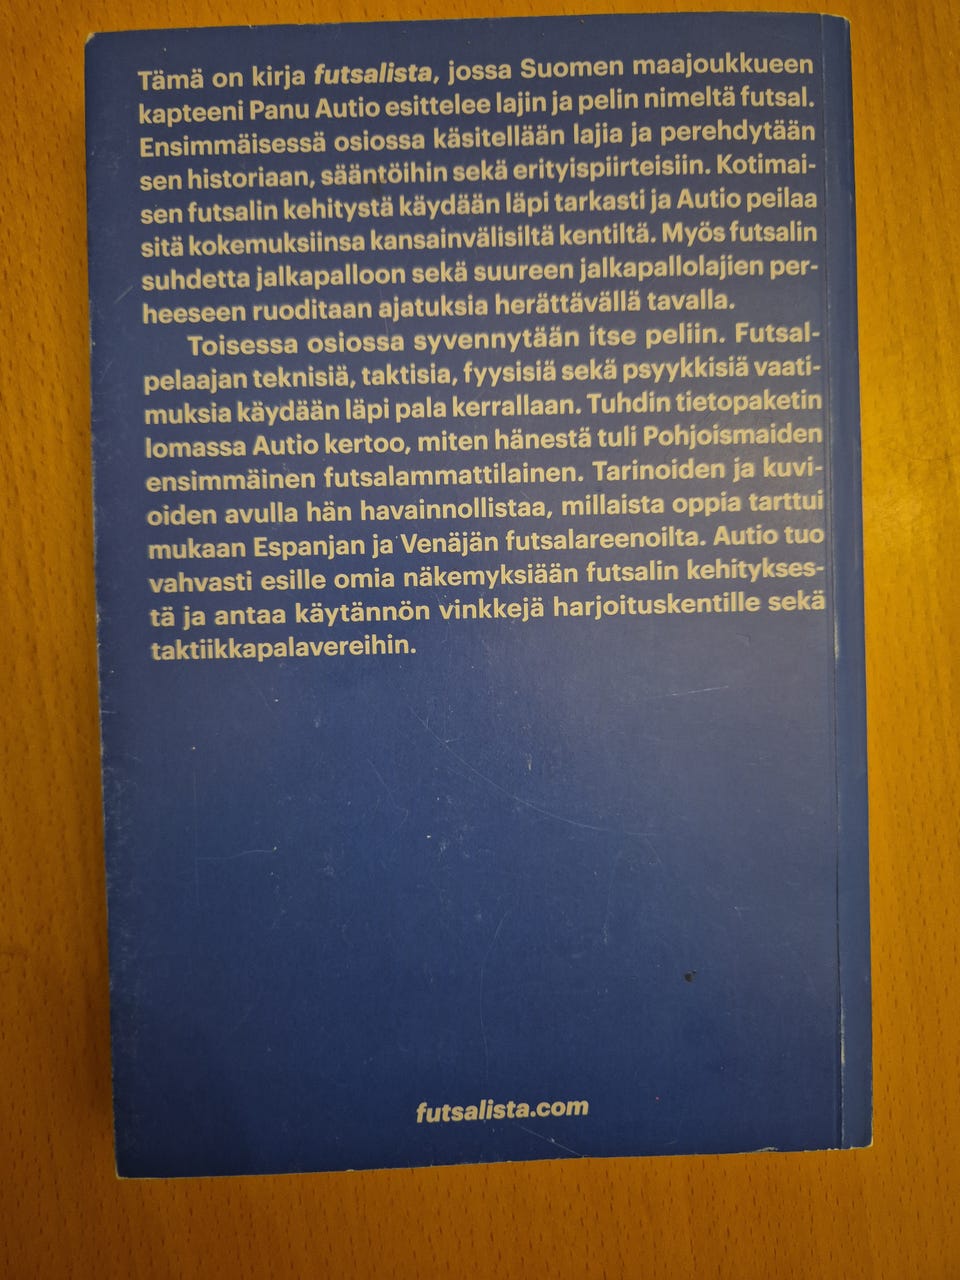 Tämä on kirja futsalista, jossa Suomen maajoukkueen
kapteeni Panu Autio esittelee lajin ja pelin nimeltä futsal.
Ensimmäisessä osiossa käsitellään lajia ja perehdytään
sen historiaan, sääntöihin sekä erityispiirteisiin. Kotimai-
sen futsalin kehitystä käydään läpi tarkasti ja Autio peilaa
sitä kokemuksiinsa kansainvälisiltä kentiltä. Myös futsalin
suhdetta jalkapalloon sekä suureen jalkapallolajien per-
heeseen ruoditaan ajatuksia herättävällä tavalla.
Toisessa osiossa syvennytään itse peliin. Futsal-
pelaajan teknisiä, taktisia, fyysisiä sekä psyykkisiä vaati-
muksia käydään läpi pala kerrallaan. Tuhdin tietopaketin
lomassa Autio kertoo, miten hänestä tuli Pohjoismaiden
ensimmäinen futsalammattilainen. Tarinoiden ja kuvi-
oiden avulla hän havainnollistaa, millaista oppia tarttui
mukaan Espanjan ja Venäjän futsalareenoilta. Autio tuo
vahvasti esille omia näkemyksiään futsalin kehitykses-
tä ja antaa käytännön vinkkejä harjoituskentille sekä
taktiikkapalavereihin.
futsalista.com